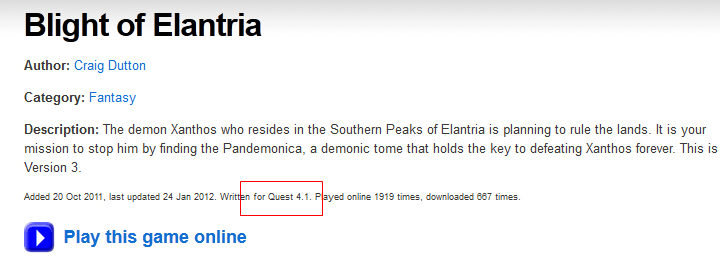 Blight of Elantria
Author: Craig Dutton
Category: Fantasy
Description: The demon Xanthos who resides in the Southern Peaks of Elantria is planning to rule the lands. It is your
mission to stop him by finding the Pandemonica, a demonic tome that holds the key to defeating Xanthos forever. This is
Version 3.
Added 20 Oct 2011, last updated 24 Jan 2012. Written for Quest 4.1. Played online 1919 times, downloaded 667 times.
Play this game online